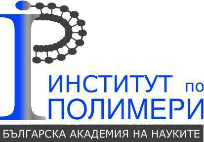 ИНСТИТУТ по
ПОЛИМЕРИ
БЪЛГАРСКА АКАДЕМИЯ НА НАУКИТЕ